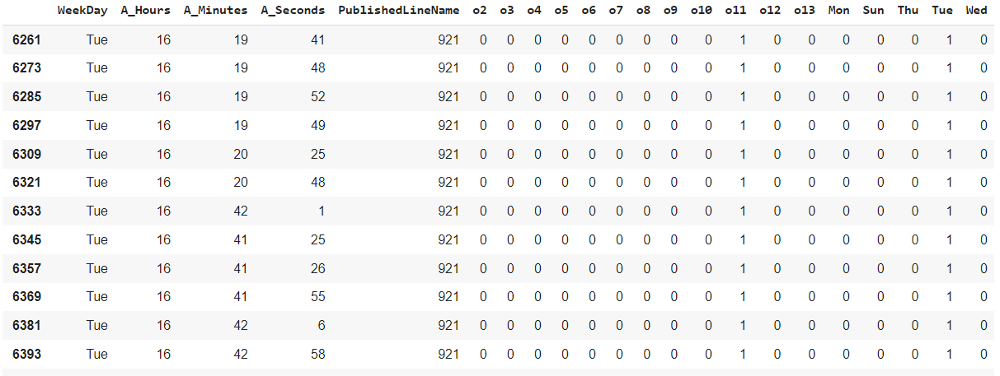 WeekDay A_Hours A_Minutes A_Seconds PublishedLineName o2 o3 o4 o5 o6 o7 o8 o9 o10 o11 o12 o13 Mon Sun Thu Tue Wed
6261 Tue 16 19 41 921 0 0 0 0 0 0 0 0 0 1 0 0 0 0 0 1 0
6273 Tue 16 19 48 921 0 0 0 0 0 0 0 0 0 1 0 0 0 0 0 1 0
6285 Tue 16 19 52 921 0 0 0 0 0 0 0 0 0 1 0 0 0 0 0 1 0
6297 Tue 16 19 49 921 0 0 0 0 0 0 0 0 0 1 0 0 0 0 0 1 0
6309 Tue 16 20 25 921 0 0 0 0 0 0 0 0 0 1 0 0 0 0 0 1 0
6321 Tue 16 20 48 921 0 0 0 0 0 0 0 0 0 1 0 0 0 0 0 1 0
6333 Tue 16 42 1 921 0 0 0 0 0 0 0 0 0 1 0 0 0 0 0 1 0
6345 Tue 16 41 25 921 0 0 0 0 0 0 0 0 0 1 0 0 0 0 0 1 0
6357 Tue 16 41 26 921 0 0 0 0 0 0 0 0 0 1 0 0 0 0 0 1 0
6369 Tue 16 41 55 921 0 0 0 0 0 0 0 0 0 1 0 0 0 0 0 1 0
6381 Tue 16 42 6 921 0 0 0 0 0 0 0 0 0 1 0 0 0 0 0 1 0
6393 Tue 16 42 58 921 0 0 0 0 0 0 0 0 0 1 0 0 0 0 0 1 0